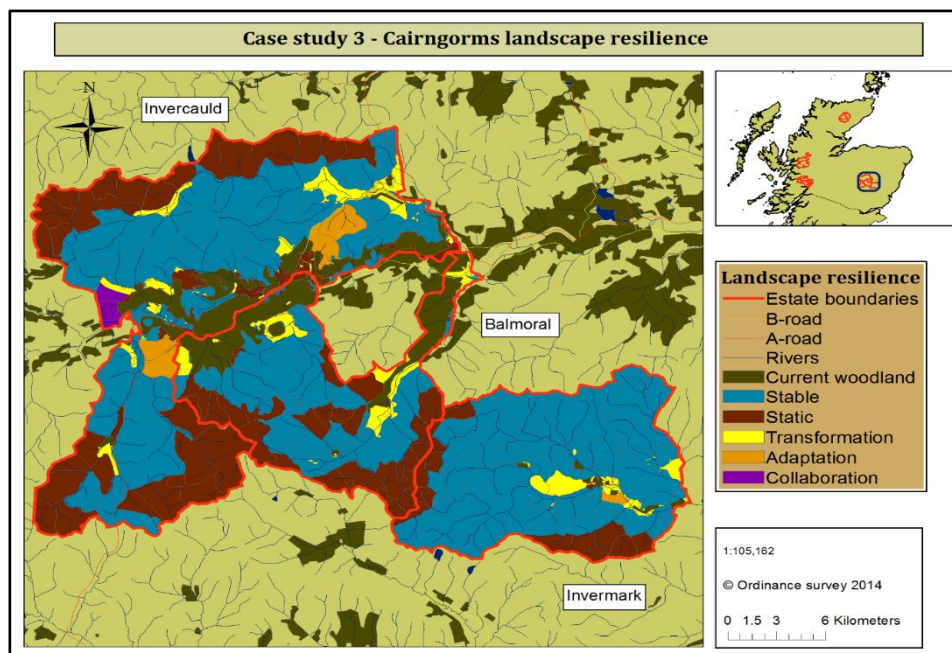 Case study 3 - Cairngorms landscape resilience
N
Invercauld
Balmoral
Invermark
Landscape resilience
Estate boundaries
B-road
A-road
Rivers
Current woodland
Stable
Static
Transformation
Adaptation
Collaboration
1:105,162
© Ordinance survey 2014
0 1.5 3 6 Kilometers